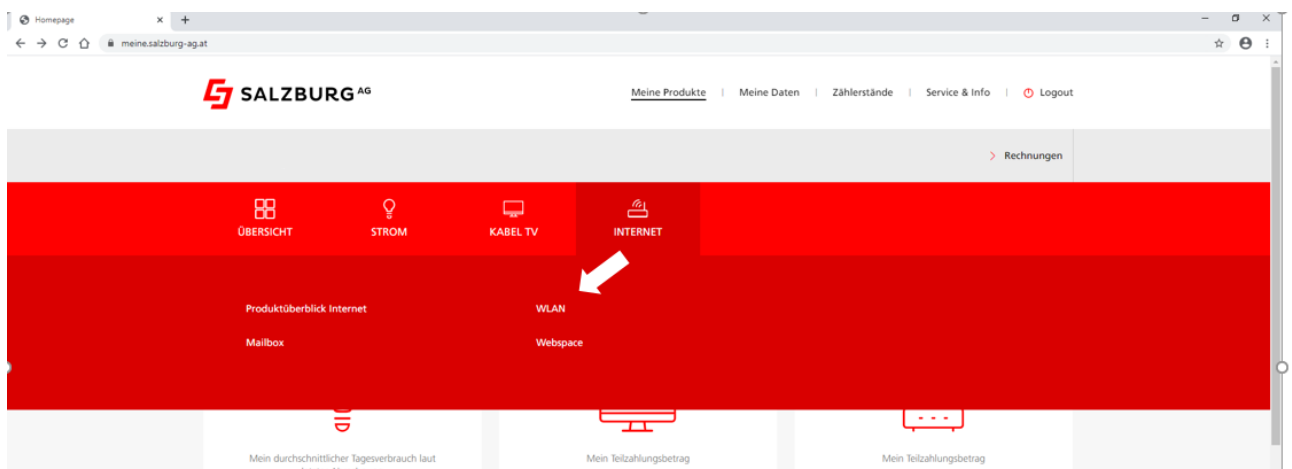 Homepage
meine.salzburg-ag.at
SALZBURG AG
Meine Produkte
Meine Daten
Zählerstände
Service & Info
Logout
Rechnungen
ÜBERSICHT
STROM
KABEL TV
INTERNET
Produktüberblick Internet
WLAN
Mailbox
Webspace
Mein durchschnittlicher Tagesverbrauch laut
Mein Teilzahlungsbetrag
Mein Teilzahlungsbetrag